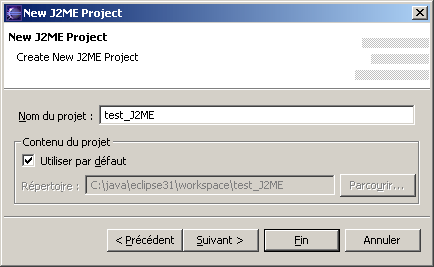 New J2ME Project
New J2ME Project
Create New J2ME Project
Nom du projet : test_J2ME
Contenu du projet
Utiliser par défaut
Répertoire : C:\java\eclipse31\workspace\test_J2ME Parcourir...
< Précédent Suivant > Fin Annuler